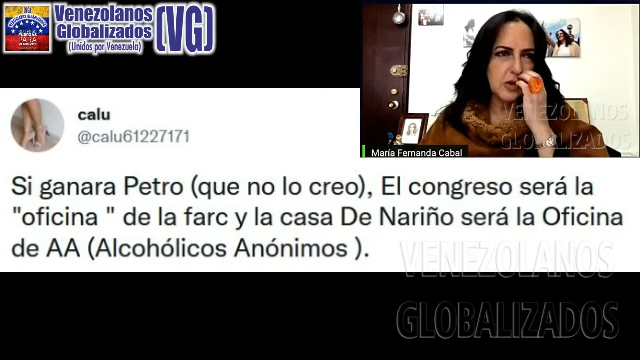 Venezolanos
Globalizados
(Unidos por Venezuela)
(VG)
María Fernanda Cabal
calu
@calu61227171
Si ganara Petro (que no lo creo), El congreso será la
"oficina " de la farc y la casa De Nariño será la Oficina
de AA (Alcohólicos Anónimos ).
VENEZOLANOS
GLOBALIZADOS
VENEZOLANOS
GLOBALIZADOS